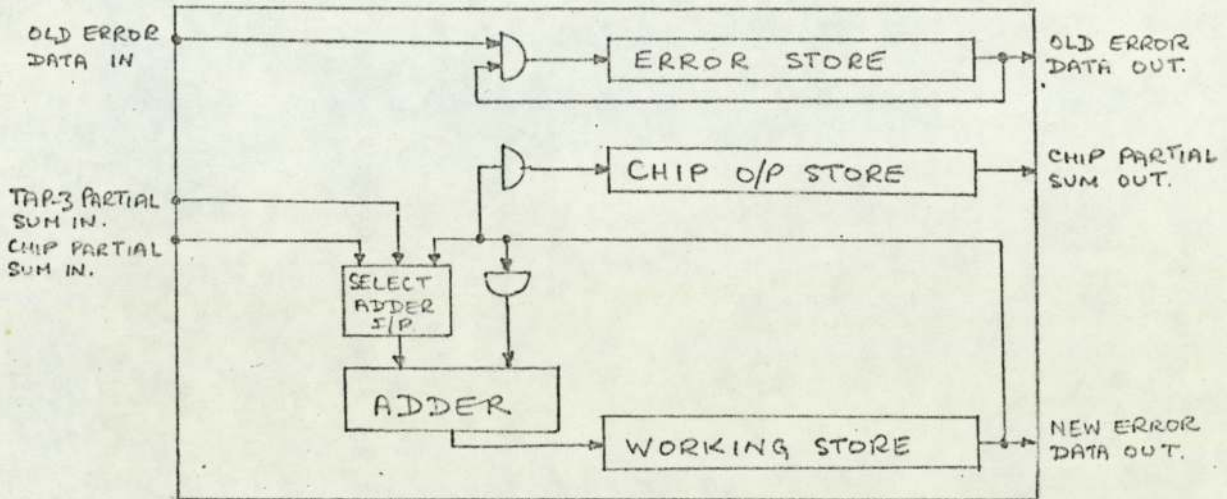 OLD ERROR
DATA IN
ERROR STORE
OLD ERROR
DATA OUT.
CHIP O/P STORE
CHIP PARTIAL
SUM OUT.
TAP-3 PARTIAL
SUM IN.
CHIP PARTIAL
SUM IN.
SELECT
ADDER
I/P
ADDER
WORKING STORE
NEW ERROR
DATA OUT.